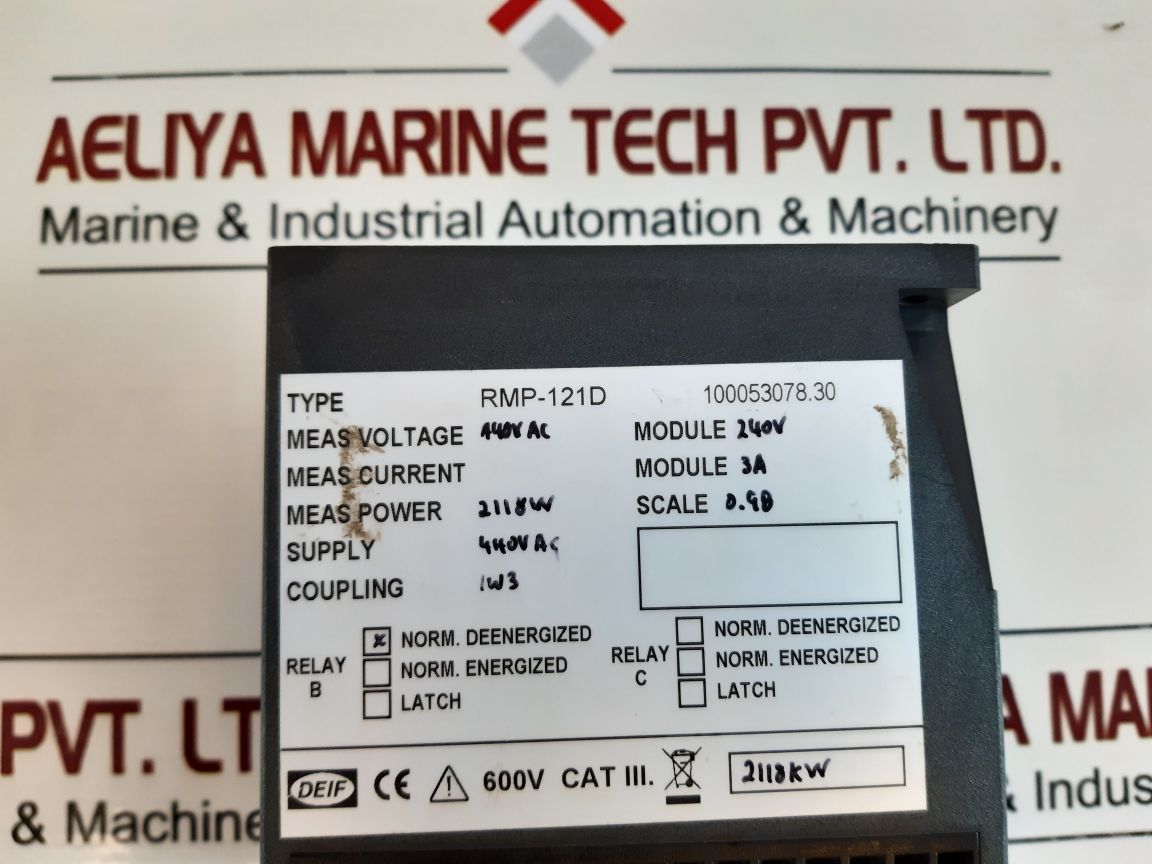 AELIYA MARINE TECH PVT. LTD.
Marine & Industrial Automation & Machinery
TYPE RMP-121D 100053078.30
MEAS VOLTAGE 440V AC MODULE 240V
MEAS CURRENT MODULE 3A
MEAS POWER 2118KW SCALE 0.98
SUPPLY 440V AC
COUPLING 1W3
RELAY B
x NORM. DEENERGIZED
NORM. ENERGIZED
LATCH
RELAY C
NORM. DEENERGIZED
NORM. ENERGIZED
LATCH
DEIF CE 600V CAT III. 2118KW
PVT. LT
& Machine
A MA
& Indus